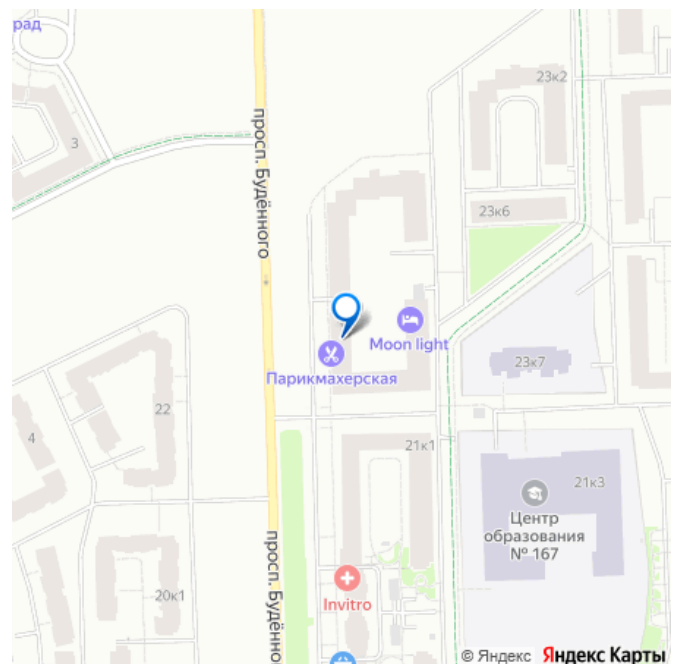 рад
3
просп. Будённого
23к2
23к6
Moon light
Парикмахерская
23к7
22
4
21к1
21к3
Центр
образования
№ 167
просп. Будённо
20к1
Invitro
© Яндекс Яндекс Карты